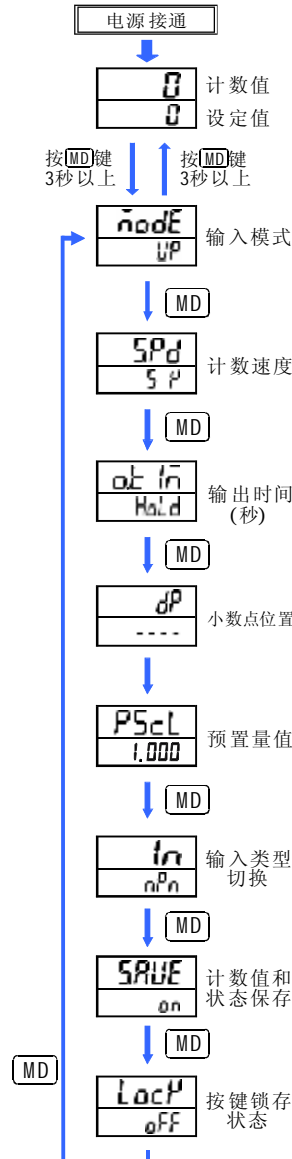 电源接通
0 计数值
0 设定值
按MD键
3秒以上
按MD键
3秒以上
modE 输入模式
UP
MD
SPd 计数速度
5 K
MD
otIm 输出时间
Hold (秒)
MD
dP 小数点位置
----
PScL 预置量值
1.000
MD
In 输入类型
nPn 切换
MD
SAVE 计数值和
on 状态保存
MD
MD
LocK 按键锁存
oFF 状态